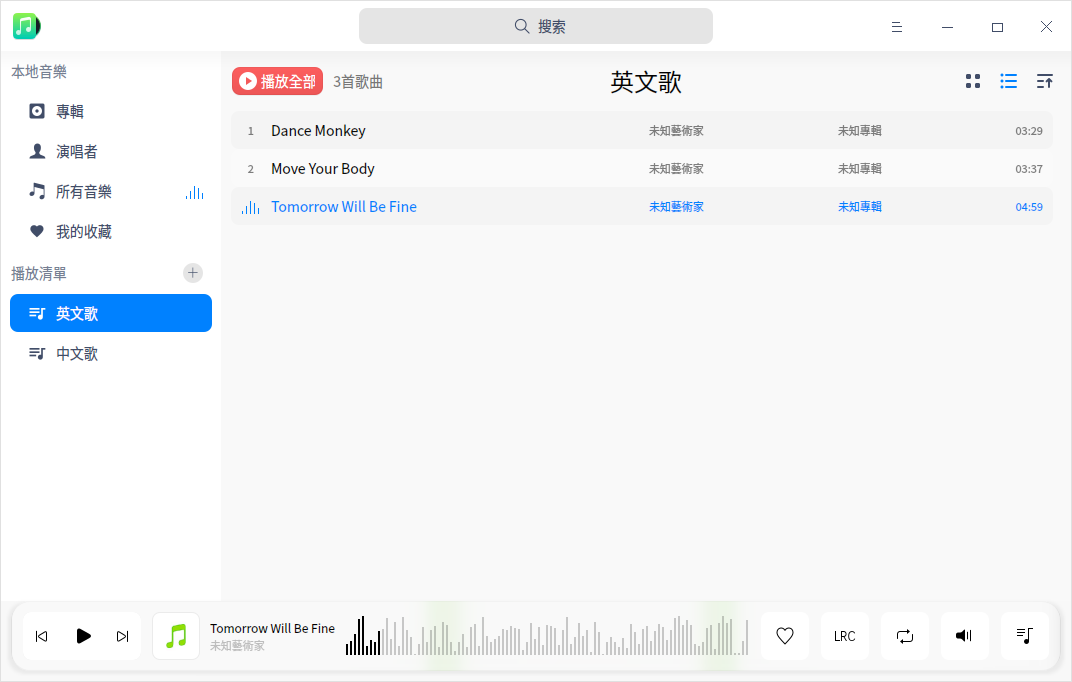 搜索
本地音樂
專輯
演唱者
所有音樂
我的收藏
播放清單
英文歌
中文歌
播放全部 3首歌曲 英文歌
1 Dance Monkey 未知藝術家 未知專輯 03:29
2 Move Your Body 未知藝術家 未知專輯 03:37
Tomorrow Will Be Fine 未知藝術家 未知專輯 04:59
Tomorrow Will Be Fine
未知藝術家
LRC